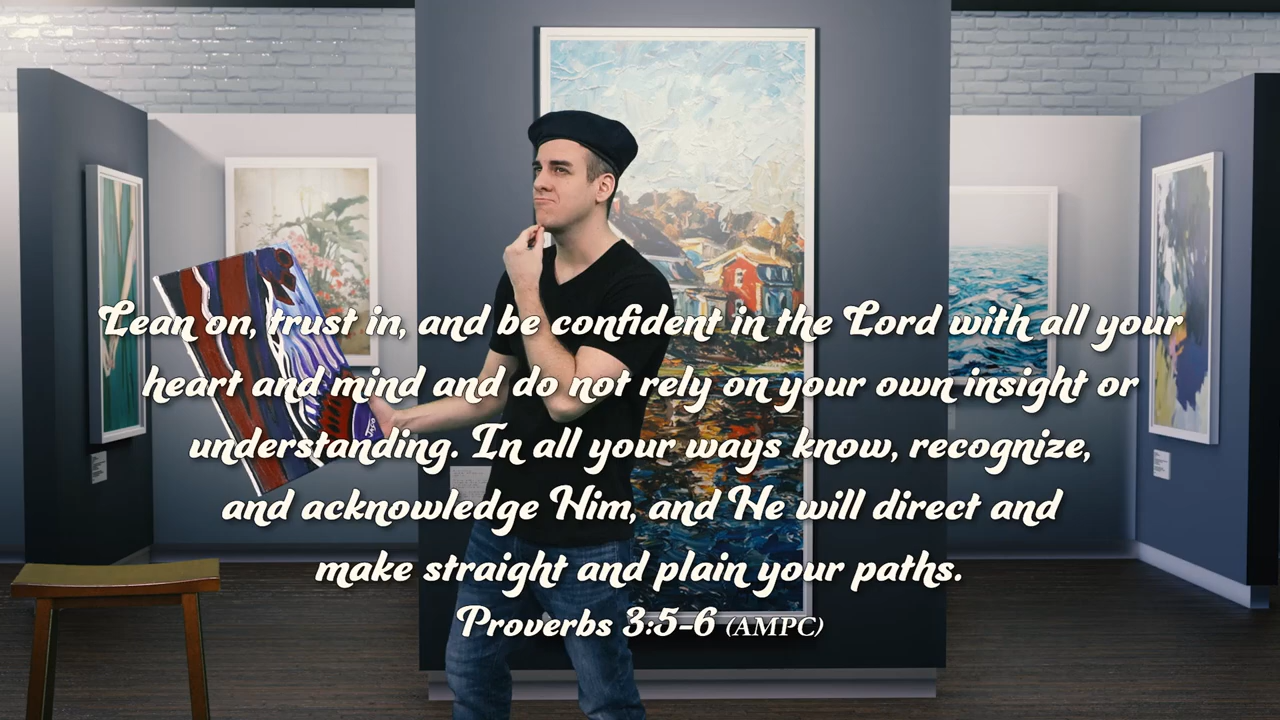 Lean on, trust in, and be confident in the Lord with all your
heart and mind and do not rely on your own insight or
understanding. In all your ways know, recognize,
and acknowledge Him, and He will direct and
make straight and plain your paths.
Proverbs 3:5-6 (AMPC)